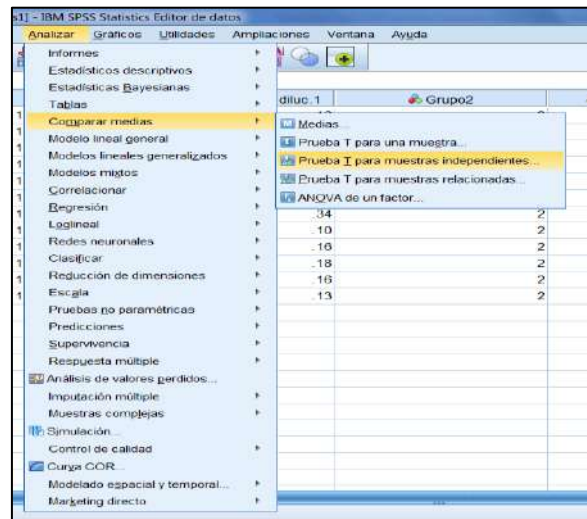 s1] - IBM SPSS Statistics Editor de datos
Analizar Gráficos Utilidades Ampliaciones Ventana Ayuda
Informes
Estadísticos descriptivos
Estadísticas Bayesianas
Tablas
Comparar medias
Modelo lineal general
Modelos lineales generalizados
Modelos mixtos
Correlacionar
Regresión
Loglineal
Redes neuronales
Clasificar
Reducción de dimensiones
Escala
Pruebas no paramétricas
Predicciones
Supervivencia
Respuesta múltiple
Análisis de valores perdidos...
Imputación múltiple
Muestras complejas
Simulación...
Control de calidad
Curva COR...
Modelado espacial y temporal...
Marketing directo
diluc.1 Grupo2
Medias...
Prueba T para una muestra...
Prueba T para muestras independientes...
Prueba T para muestras relacionadas...
ANOVA de un factor...
.34 2
.10 2
.16 2
.18 2
.16 2
.13 2